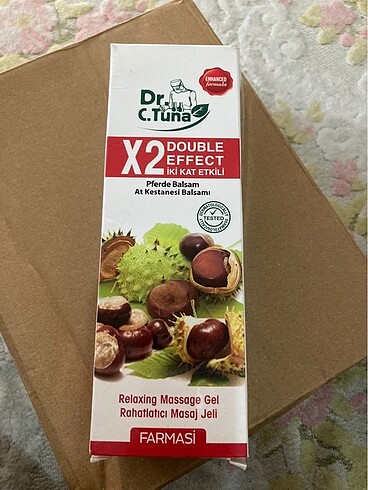 ENHANCED
formula
Dr.
C.Tuna
X2 DOUBLE
EFFECT
İKİ KAT ETKİLİ
Pferde Balsam
At Kestanesi Balsamı
DERMATOLOGICALLY
TESTED
Relaxing Massage Gel
Rahatlatıcı Masaj Jeli
FARMASİ